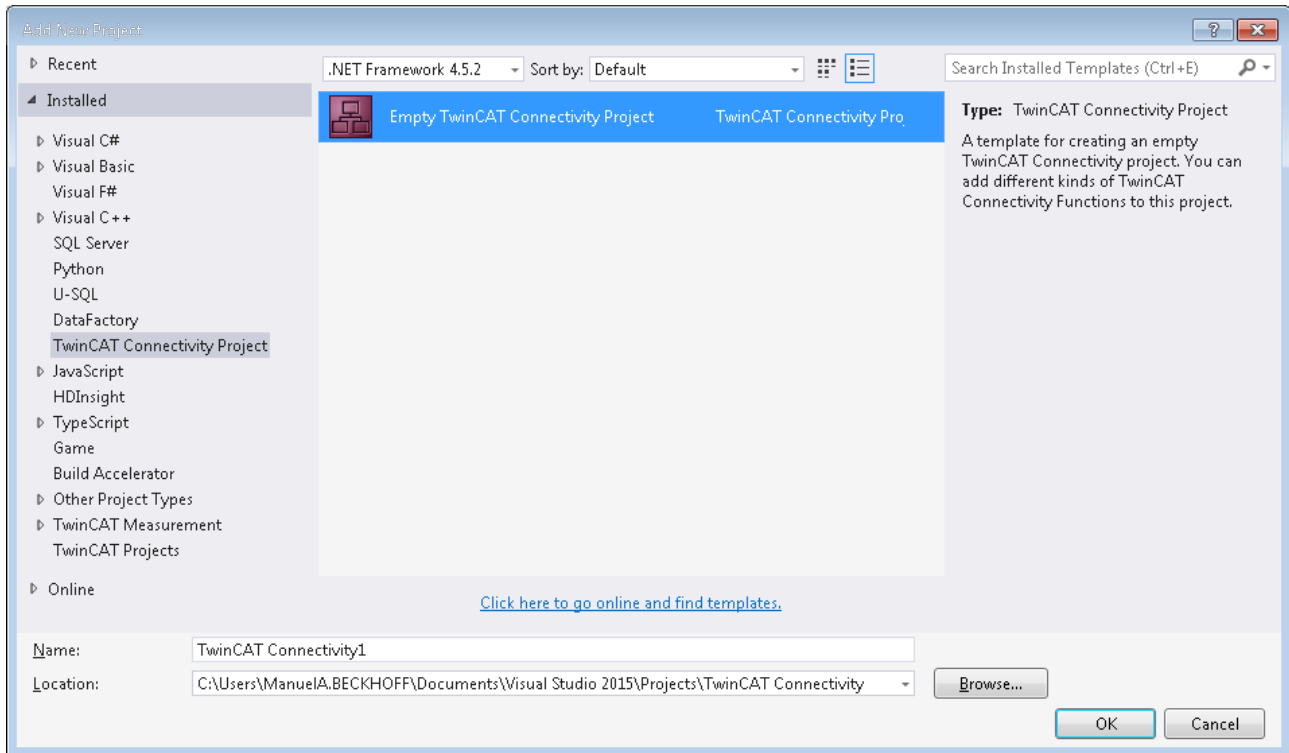 Add New Project
Recent
.NET Framework 4.5.2
Sort by: Default
Search Installed Templates (Ctrl+E)
Installed
Visual C#
Visual Basic
Visual F#
Visual C++
SQL Server
Python
U-SQL
DataFactory
TwinCAT Connectivity Project
JavaScript
HDInsight
TypeScript
Game
Build Accelerator
Other Project Types
TwinCAT Measurement
TwinCAT Projects
Online
Empty TwinCAT Connectivity Project
TwinCAT Connectivity Proj
Type: TwinCAT Connectivity Project
A template for creating an empty
TwinCAT Connectivity project. You can
add different kinds of TwinCAT
Connectivity Functions to this project.
Click here to go online and find templates.
Name: TwinCAT Connectivity1
Location: C:\Users\ManuelA.BECKHOFF\Documents\Visual Studio 2015\Projects\TwinCAT Connectivity
Browse...
OK
Cancel